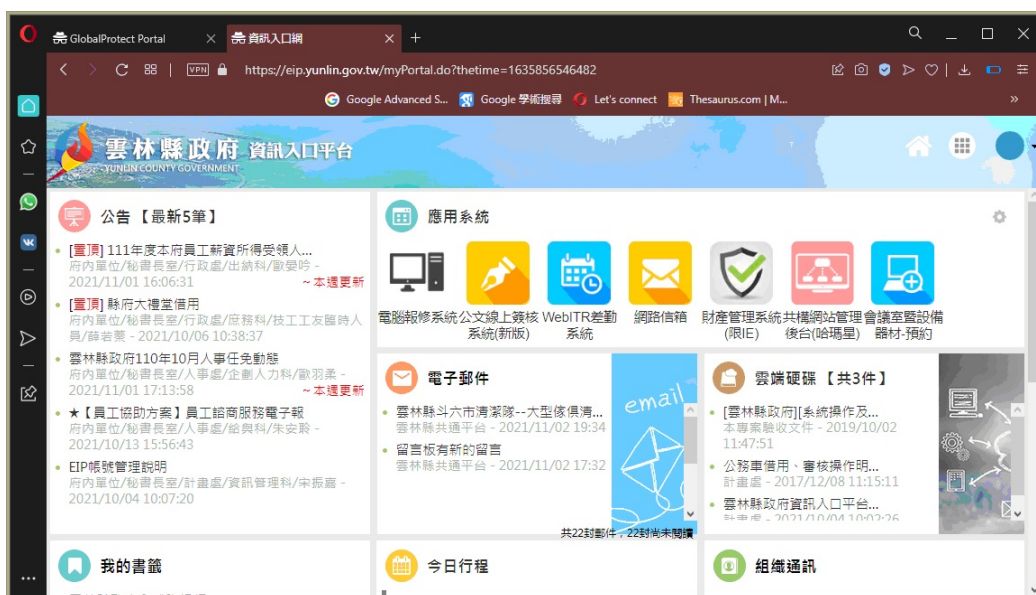 GlobalProtect Portal
資訊入口網
VPN
https://eip.yunlin.gov.tw/myPortal.do?thetime=1635856546482
Google Advanced S...
Google 學術搜尋
Let's connect
Thesaurus.com | M...
雲林縣政府 資訊入口平台
YUNLIN COUNTY GOVERNMENT
公告【最新5筆】
[置頂] 111年度本府員工薪資所得受領人...
府內單位/秘書長室/行政處/出納科/歐晏吟 -
2021/11/01 16:06:31
~本週更新
[置頂] 縣府大禮堂借用
府內單位/秘書長室/行政處/庶務科/技工工友臨時人
員/薛若蓁 - 2021/10/06 10:38:37
雲林縣政府110年10月人事任免動態
府內單位/秘書長室/人事處/企劃人力科/歐羽柔 -
2021/11/01 17:13:58
~本週更新
★【員工協助方案】員工諮商服務電子報
府內單位/秘書長室/人事處/給與科/朱安聆 -
2021/10/13 15:56:43
EIP帳號管理說明
府內單位/秘書長室/計畫處/資訊管理科/宋振嘉 -
2021/10/04 10:07:20
應用系統
電腦報修系統
公文線上簽核
系統(新版)
WebITR差勤
系統
網路信箱
財產管理系統
(限IE)
共構網站管理
後台(哈瑪星)
會議室暨設備
器材-預約
電子郵件
雲林縣斗六市清潔隊--大型傢俱清...
雲林縣共通平台 - 2021/11/02 19:34
留言板有新的留言
雲林縣共通平台 - 2021/11/02 17:32
email
共22封郵件，22封尚未閱讀
雲端硬碟【共3件】
[雲林縣政府][系統操作及...
本專案驗收文件 - 2019/10/02
11:47:51
公務車借用、審核操作明...
計畫處 - 2017/12/08 11:15:11
雲林縣政府資訊入口平台...
計畫處 - 2021/10/04 10:02:26
我的書籤
今日行程
組織通訊